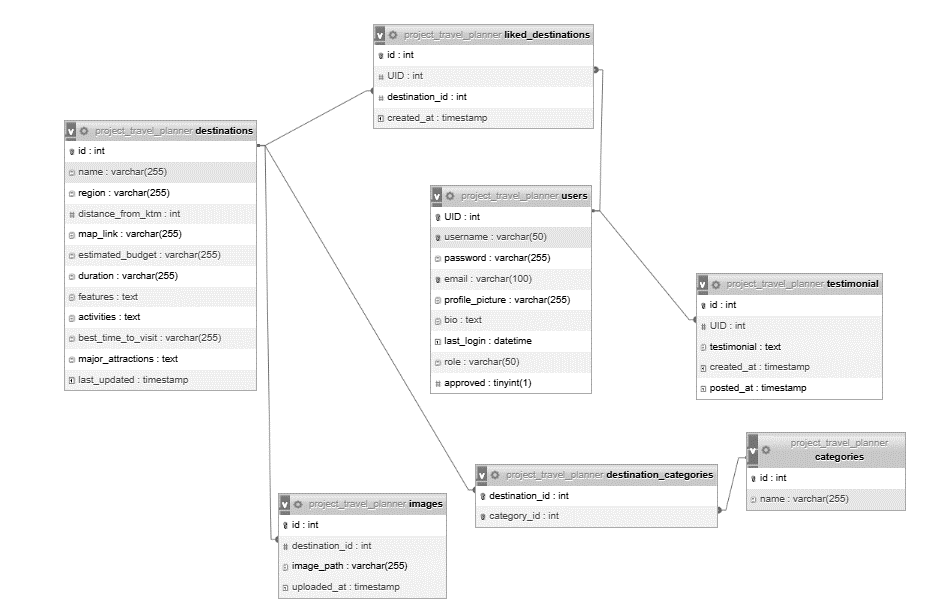 project_travel_planner liked_destinations
id : int
UID : int
destination_id : int
created_at : timestamp
project_travel_planner destinations
id : int
name : varchar(255)
region : varchar(255)
distance_from_ktm : int
map_link : varchar(255)
estimated_budget : varchar(255)
duration : varchar(255)
features : text
activities : text
best_time_to_visit : varchar(255)
major_attractions : text
last_updated : timestamp
project_travel_planner users
UID : int
username : varchar(50)
password : varchar(255)
email : varchar(100)
profile_picture : varchar(255)
bio : text
last_login : datetime
role : varchar(50)
approved : tinyint(1)
project_travel_planner testimonial
id : int
UID : int
testimonial : text
created_at : timestamp
posted_at : timestamp
project_travel_planner
categories
id : int
name : varchar(255)
project_travel_planner destination_categories
destination_id : int
category_id : int
project_travel_planner images
id : int
destination_id : int
image_path : varchar(255)
uploaded_at : timestamp